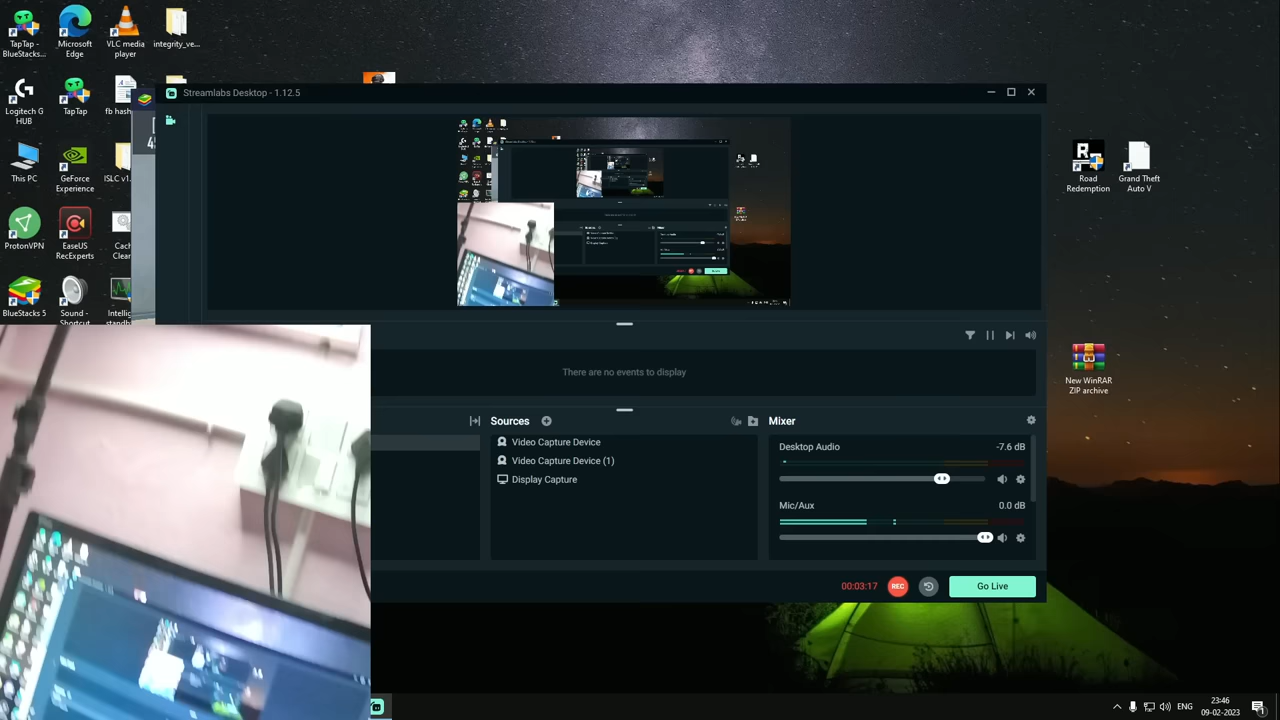 TapTap -
BlueStacks...
Microsoft
Edge
VLC media
player
integrity_ve...
Streamlabs Desktop - 1.12.5
Logitech G
HUB
TapTap
fb hash
This PC
GeForce
Experience
ISLC v1.
Road
Redemption
Grand Theft
Auto V
ProtonVPN
EaseUS
RecExperts
Cach
Clean
BlueStacks 5
Sound -
Shortcut
Intellig
standb
There are no events to display
New WinRAR
ZIP archive
Sources
Mixer
Video Capture Device
Video Capture Device (1)
Display Capture
Desktop Audio
-7.6 dB
Mic/Aux
0.0 dB
00:03:17
REC
Go Live
ENG
23:46
09-02-2023
1